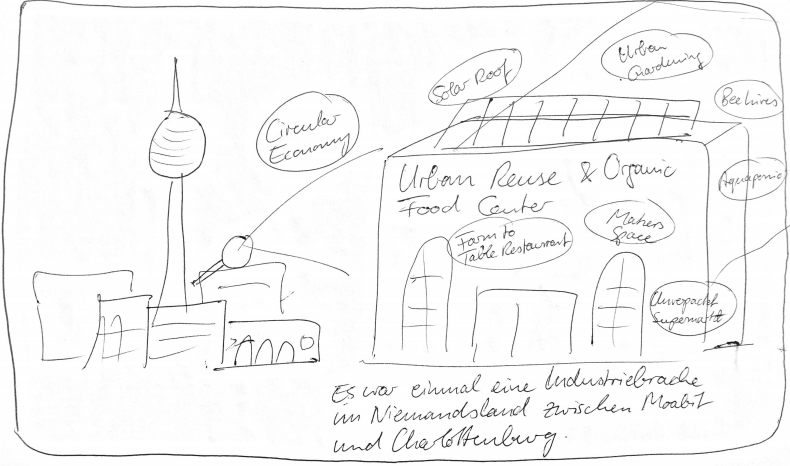 Solar Roof
Urban
Gardening
Beehives
Circular
Economy
Urban Reuse & Organic
Food Center
Aquaponic
Farm to
Table Restaurant
Makers
Space
Unverpackt
Supermarkt
Es war einmal eine Industriebrache
im Niemandsland zwischen Moabit
und Charlottenburg.